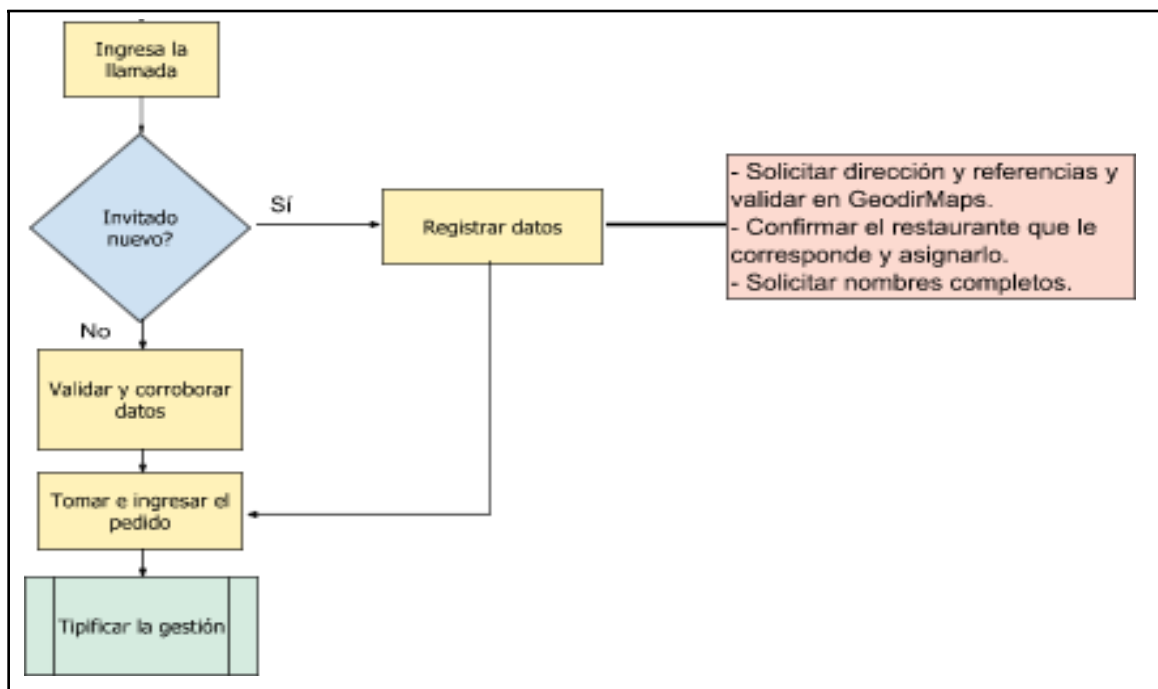 Ingresa la
llamada
Invitado
nuevo?
Sí
Registrar datos
- Solicitar dirección y referencias y
validar en GeodirMaps.
- Confirmar el restaurante que le
corresponde y asignarlo.
- Solicitar nombres completos.
No
Validar y corroborar
datos
Tomar e ingresar el
pedido
Tipificar la gestión